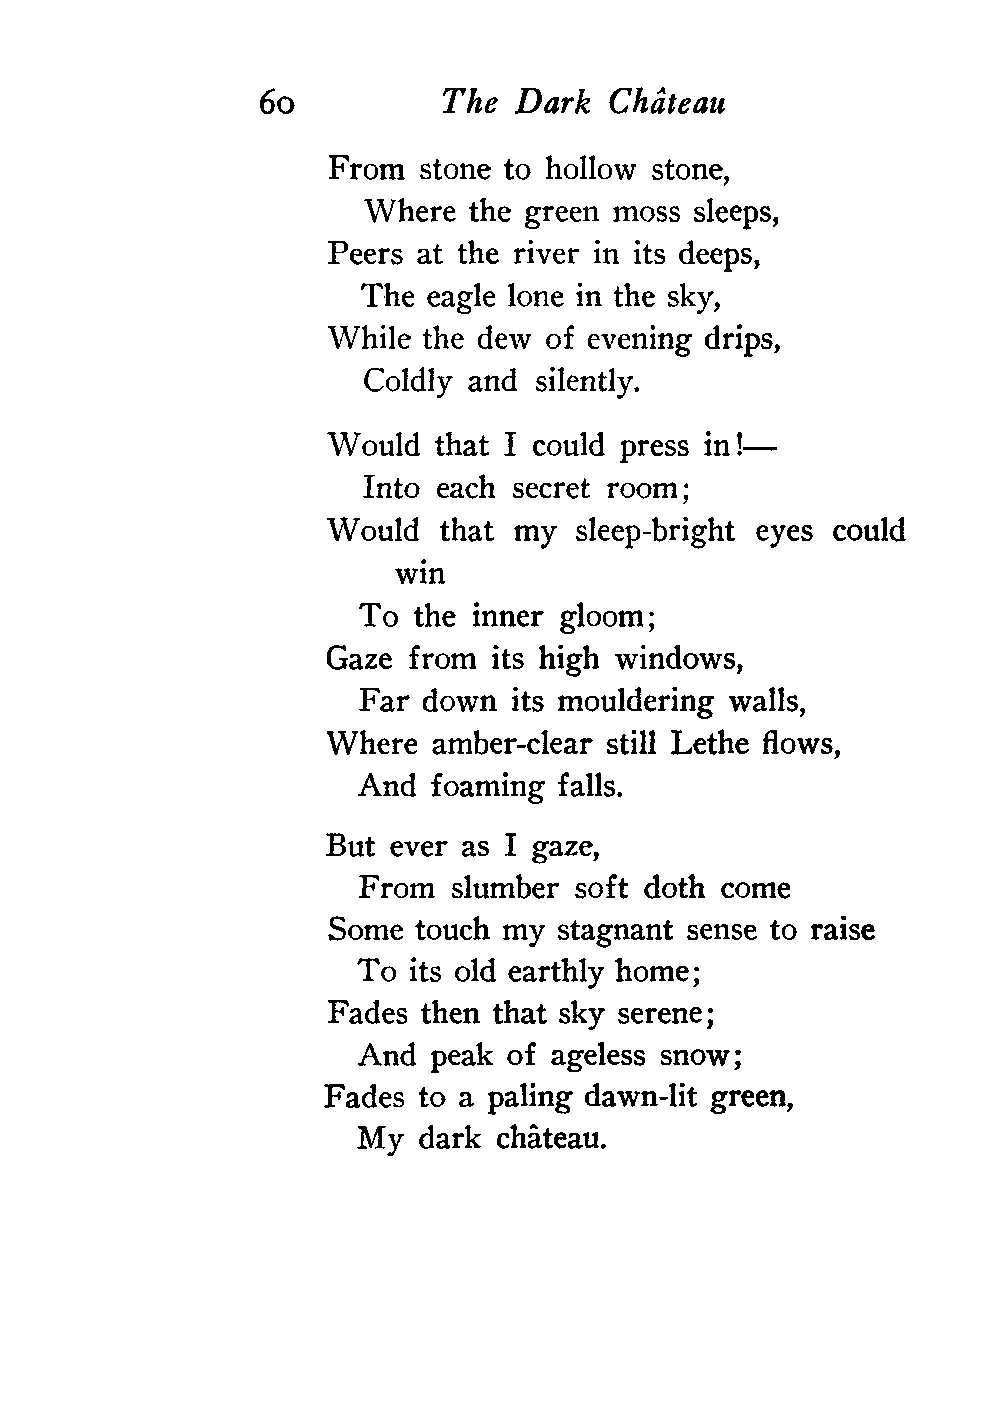 60 The Dark Château
From stone to hollow stone,
Where the green moss sleeps,
Peers at the river in its deeps,
The eagle lone in the sky,
While the dew of evening drips,
Coldly and silently.
Would that I could press in!—
Into each secret room;
Would that my sleep-bright eyes could
win
To the inner gloom;
Gaze from its high windows,
Far down its mouldering walls,
Where amber-clear still Lethe flows,
And foaming falls.
But ever as I gaze,
From slumber soft doth come
Some touch my stagnant sense to raise
To its old earthly home;
Fades then that sky serene;
And peak of ageless snow;
Fades to a paling dawn-lit green,
My dark château.